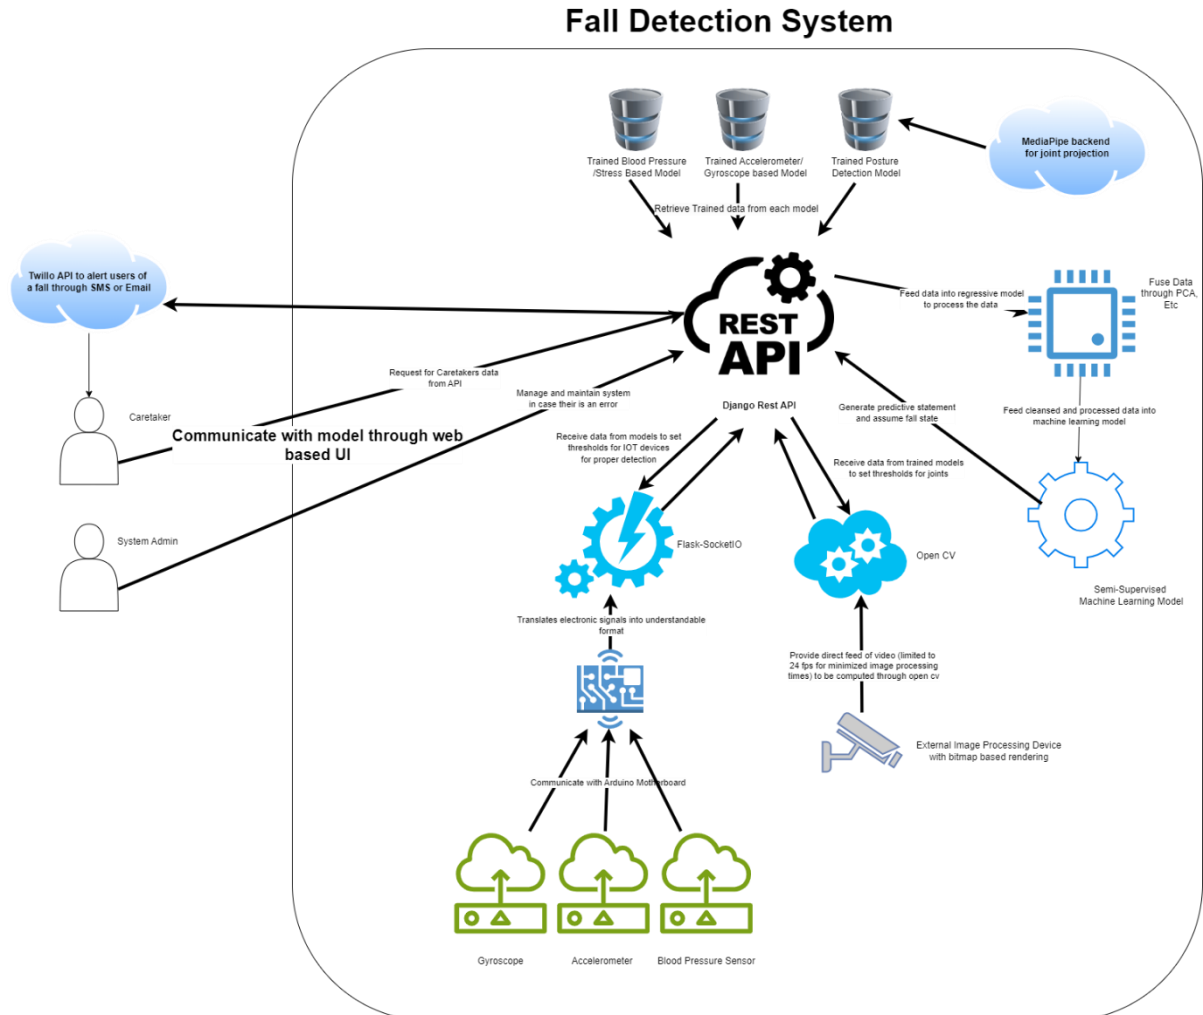 Fall Detection System
Trained Blood Pressure
/Stress Based Model
Trained Accelerometer/
Gyroscope based Model
Trained Posture
Detection Model
MediaPipe backend
for joint projection
Retrieve Trained data from each model
Twillo API to alert users of
a fall through SMS or Email
REST
API
Django Rest API
Feed data into regressive model
to process the data
Fuse Data
through PCA,
Etc
Request for Caretakers data
from API
Manage and maintain system
in case their is an error
Caretaker
Communicate with model through web
based UI
Generate predictive statement
and assume fall state
Feed cleansed and processed data into
machine learning model
Receive data from models to set
thresholds for IOT devices
for proper detection
Receive data from trained models
to set thresholds for joints
System Admin
Flask-SocketIO
Open CV
Semi-Supervised
Machine Learning Model
Translates electronic signals into understandable
format
Provide direct feed of video (limited to
24 fps for minimized image processing
times) to be computed through open cv
External Image Processing Device
with bitmap based rendering
Communicate with Arduino Motherboard
Gyroscope
Accelerometer
Blood Pressure Sensor